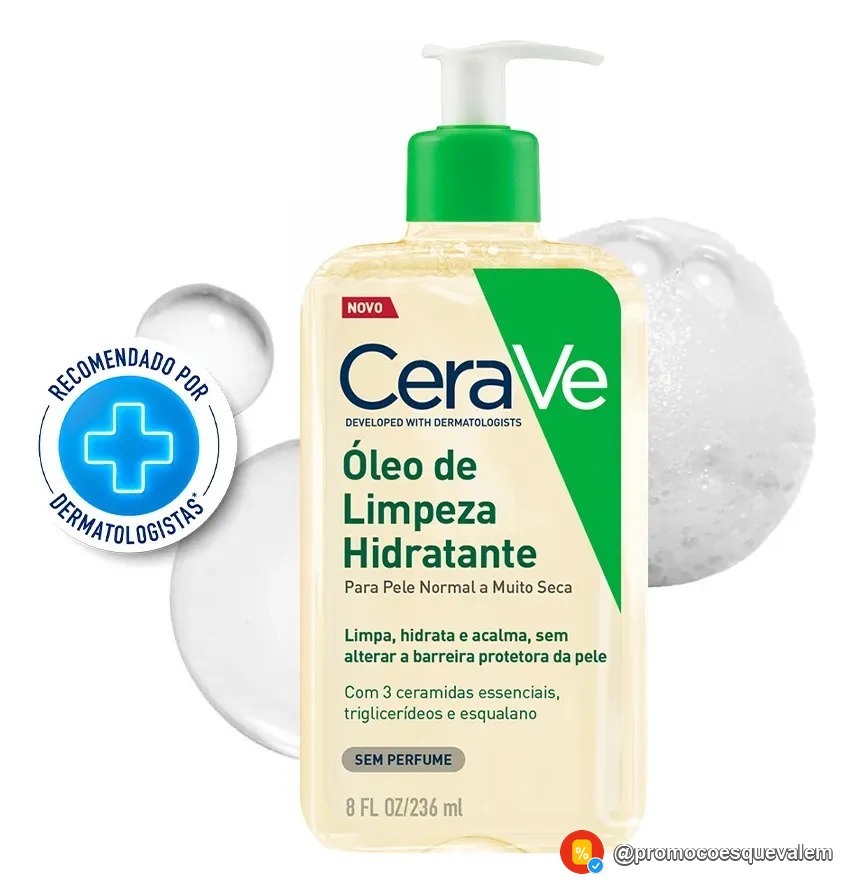 NOVO
CeraVe
DEVELOPED WITH DERMATOLOGISTS
Óleo de
Limpeza
Hidratante
Para Pele Normal a Muito Seca
Limpa, hidrata e acalma, sem
alterar a barreira protetora da pele
Com 3 ceramidas essenciais,
triglicerídeos e esqualano
SEM PERFUME
8 FL OZ/236 ml
RECOMENDADO POR
DERMATOLOGISTAS*
%
@promocoesquevalem